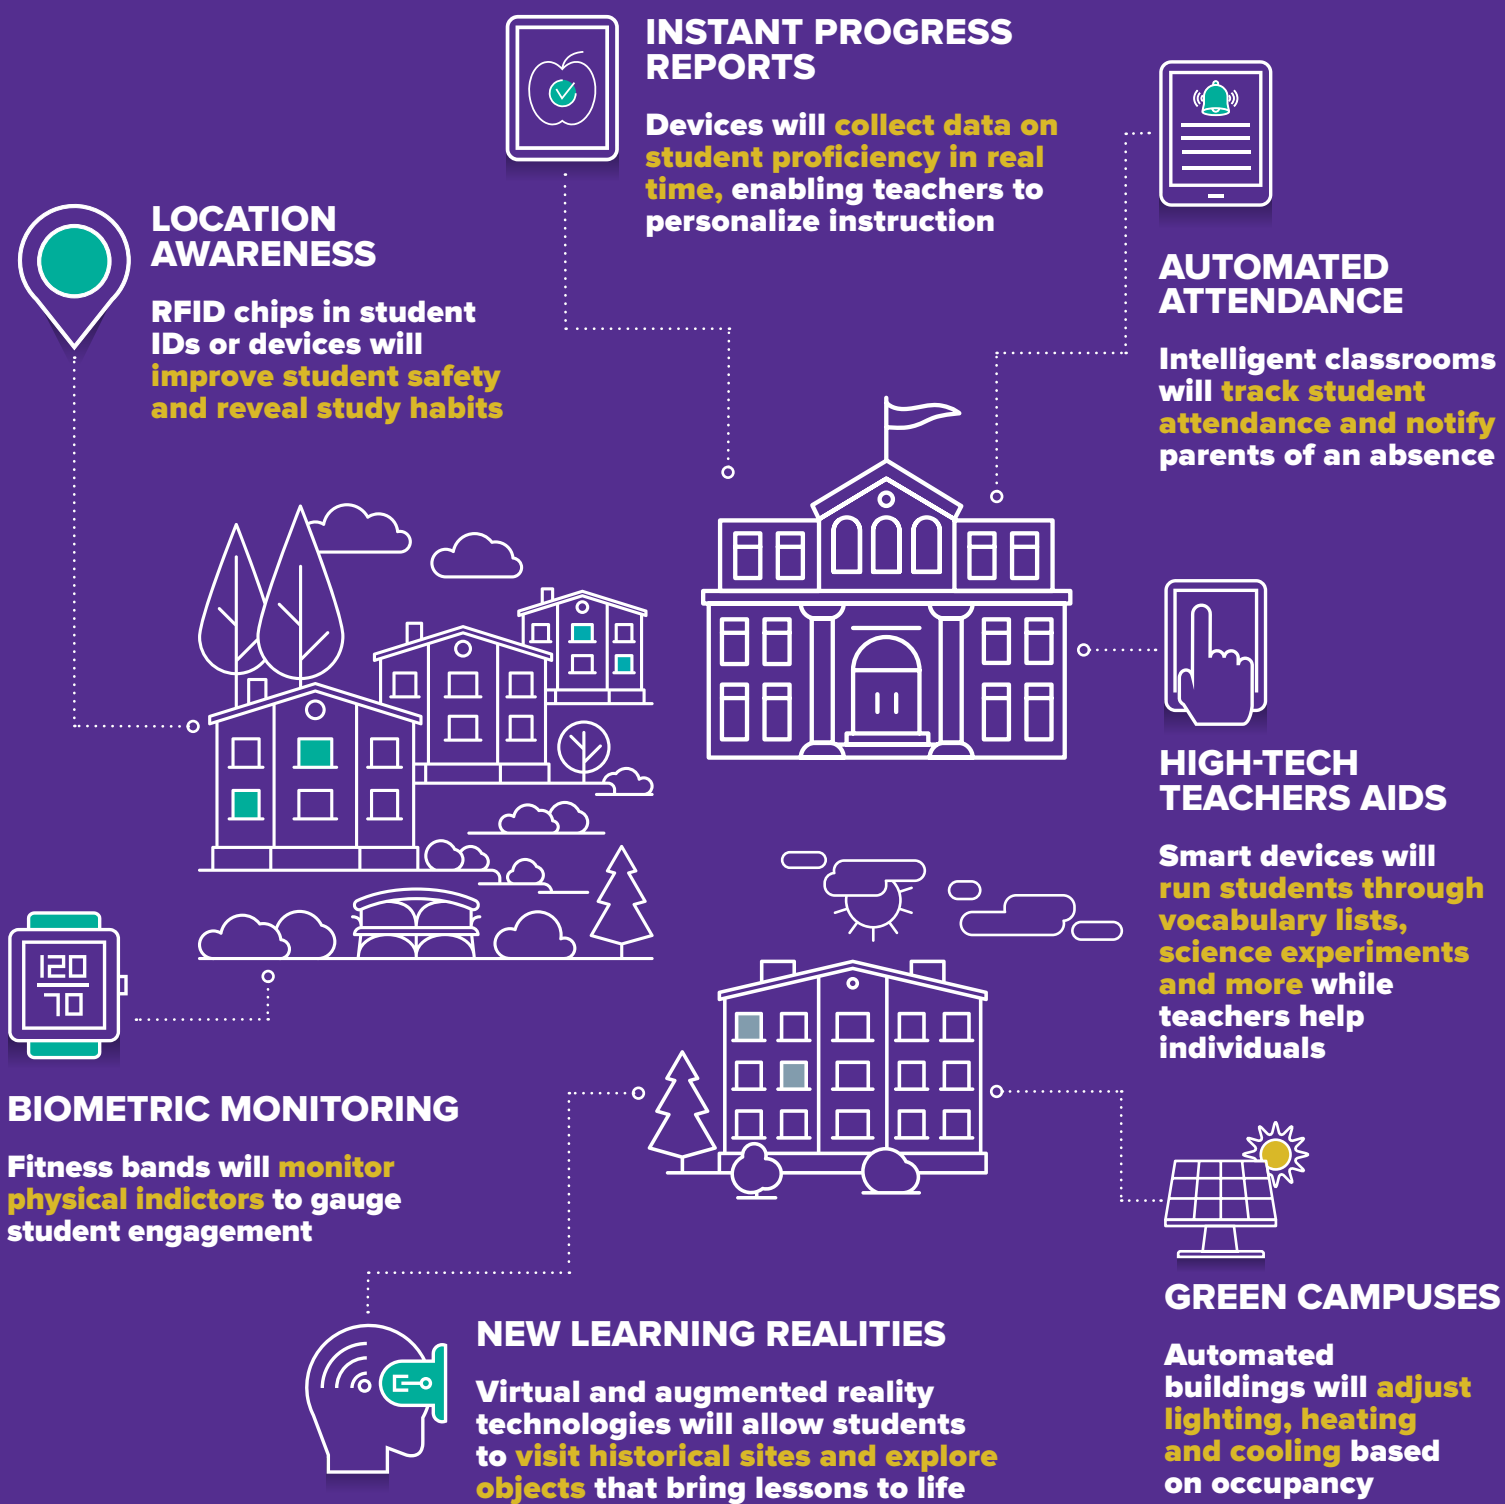 INSTANT PROGRESS
REPORTS
Devices will collect data on
student proficiency in real
time, enabling teachers to
personalize instruction
LOCATION
AWARENESS
RFID chips in student
IDs or devices will
improve student safety
and reveal study habits
AUTOMATED
ATTENDANCE
Intelligent classrooms
will track student
attendance and notify
parents of an absence
HIGH-TECH
TEACHERS AIDS
Smart devices will
run students through
vocabulary lists,
science experiments
and more while
teachers help
individuals
120
70
BIOMETRIC MONITORING
Fitness bands will monitor
physical indictors to gauge
student engagement
NEW LEARNING REALITIES
Virtual and augmented reality
technologies will allow students
to visit historical sites and explore
objects that bring lessons to life
GREEN CAMPUSES
Automated
buildings will adjust
lighting, heating
and cooling based
on occupancy